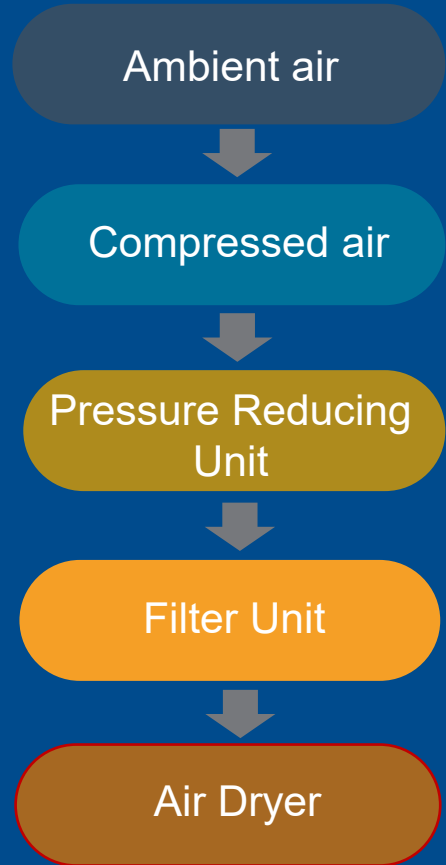 Ambient air
Compressed air
Pressure Reducing
Unit
Filter Unit
Air Dryer